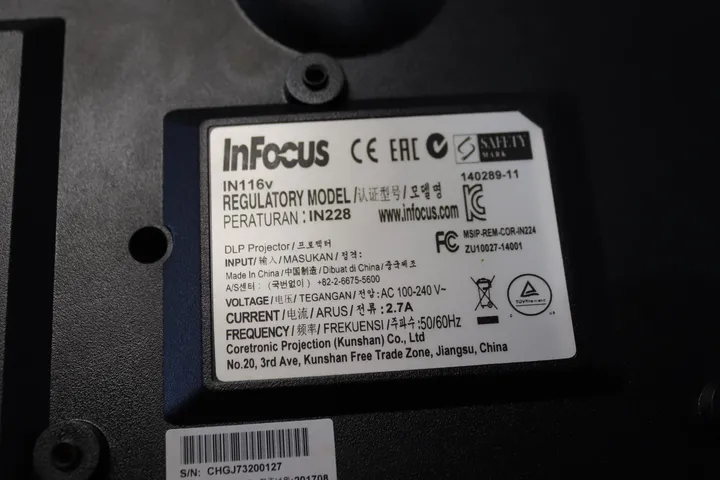 InFocus CE EAC SAFETY MARK
IN116v
140289-11
REGULATORY MODEL/认证型号/모델명
PERATURAN : IN228
www.infocus.com
MSIP-REM-COR-IN224
DLP Projector/프로젝터
FC ZU10027-14001
INPUT/输入/MASUKAN/정격:
Made In China/中国制造/Dibuat di China/중국제조
A/S센터: (국번없이) +82-2-6675-5600
VOLTAGE/电压/TEGANGAN/전압: AC 100-240 V~
CURRENT/电流/ARUS/전류: 2.7A
FREQUENCY/频率/FREKUENSI/주파수:50/60Hz
Coretronic Projection (Kunshan) Co., Ltd
No.20, 3rd Ave, Kunshan Free Trade Zone, Jiangsu, China
S/N: CHGJ73200127
:201708